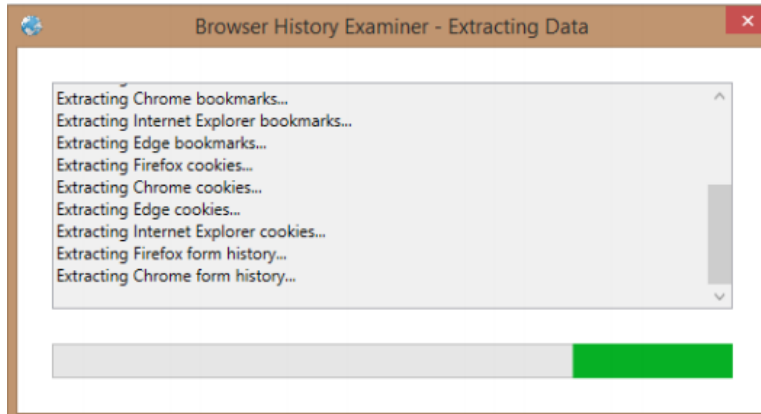 Browser History Examiner - Extracting Data
Extracting Chrome bookmarks...
Extracting Internet Explorer bookmarks...
Extracting Edge bookmarks...
Extracting Firefox cookies...
Extracting Chrome cookies...
Extracting Edge cookies...
Extracting Internet Explorer cookies...
Extracting Firefox form history...
Extracting Chrome form history...